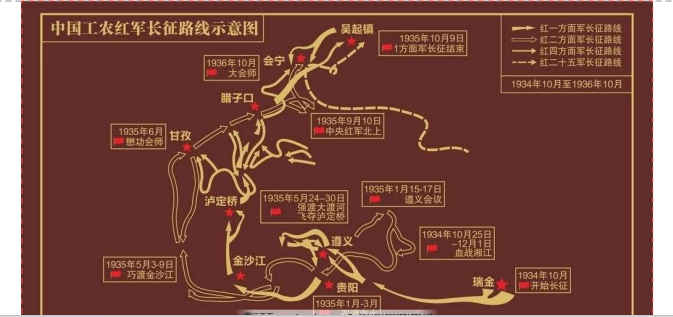 中国工农红军长征路线示意图
吴起镇
1935年10月9日
1方面军长征结束
红一方面军长征路线
红二方面军长征路线
红四方面军长征路线
红二十五军长征路线
1934年10月至1936年10月
1936年10月
大会师
会宁
腊子口
1935年9月10日
中央红军北上
1935年6月
懋功会师
甘孜
泸定桥
1935年5月24-30日
强渡大渡河
飞夺泸定桥
1935年1月15-17日
遵义会议
1934年10月25日
-12月1日
血战湘江
遵义
1935年5月3-9日
巧渡金沙江
金沙江
贵阳
瑞金
1934年10月
开始长征
1935年1月-3月